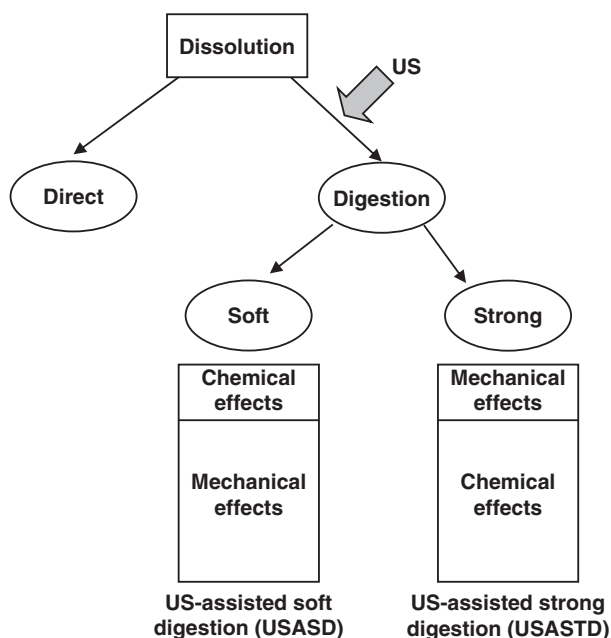 Dissolution
US
Direct
Digestion
Soft
Strong
Chemical
effects
Mechanical
effects
Mechanical
effects
Chemical
effects
US-assisted soft
digestion (USASD)
US-assisted strong
digestion (USASTD)